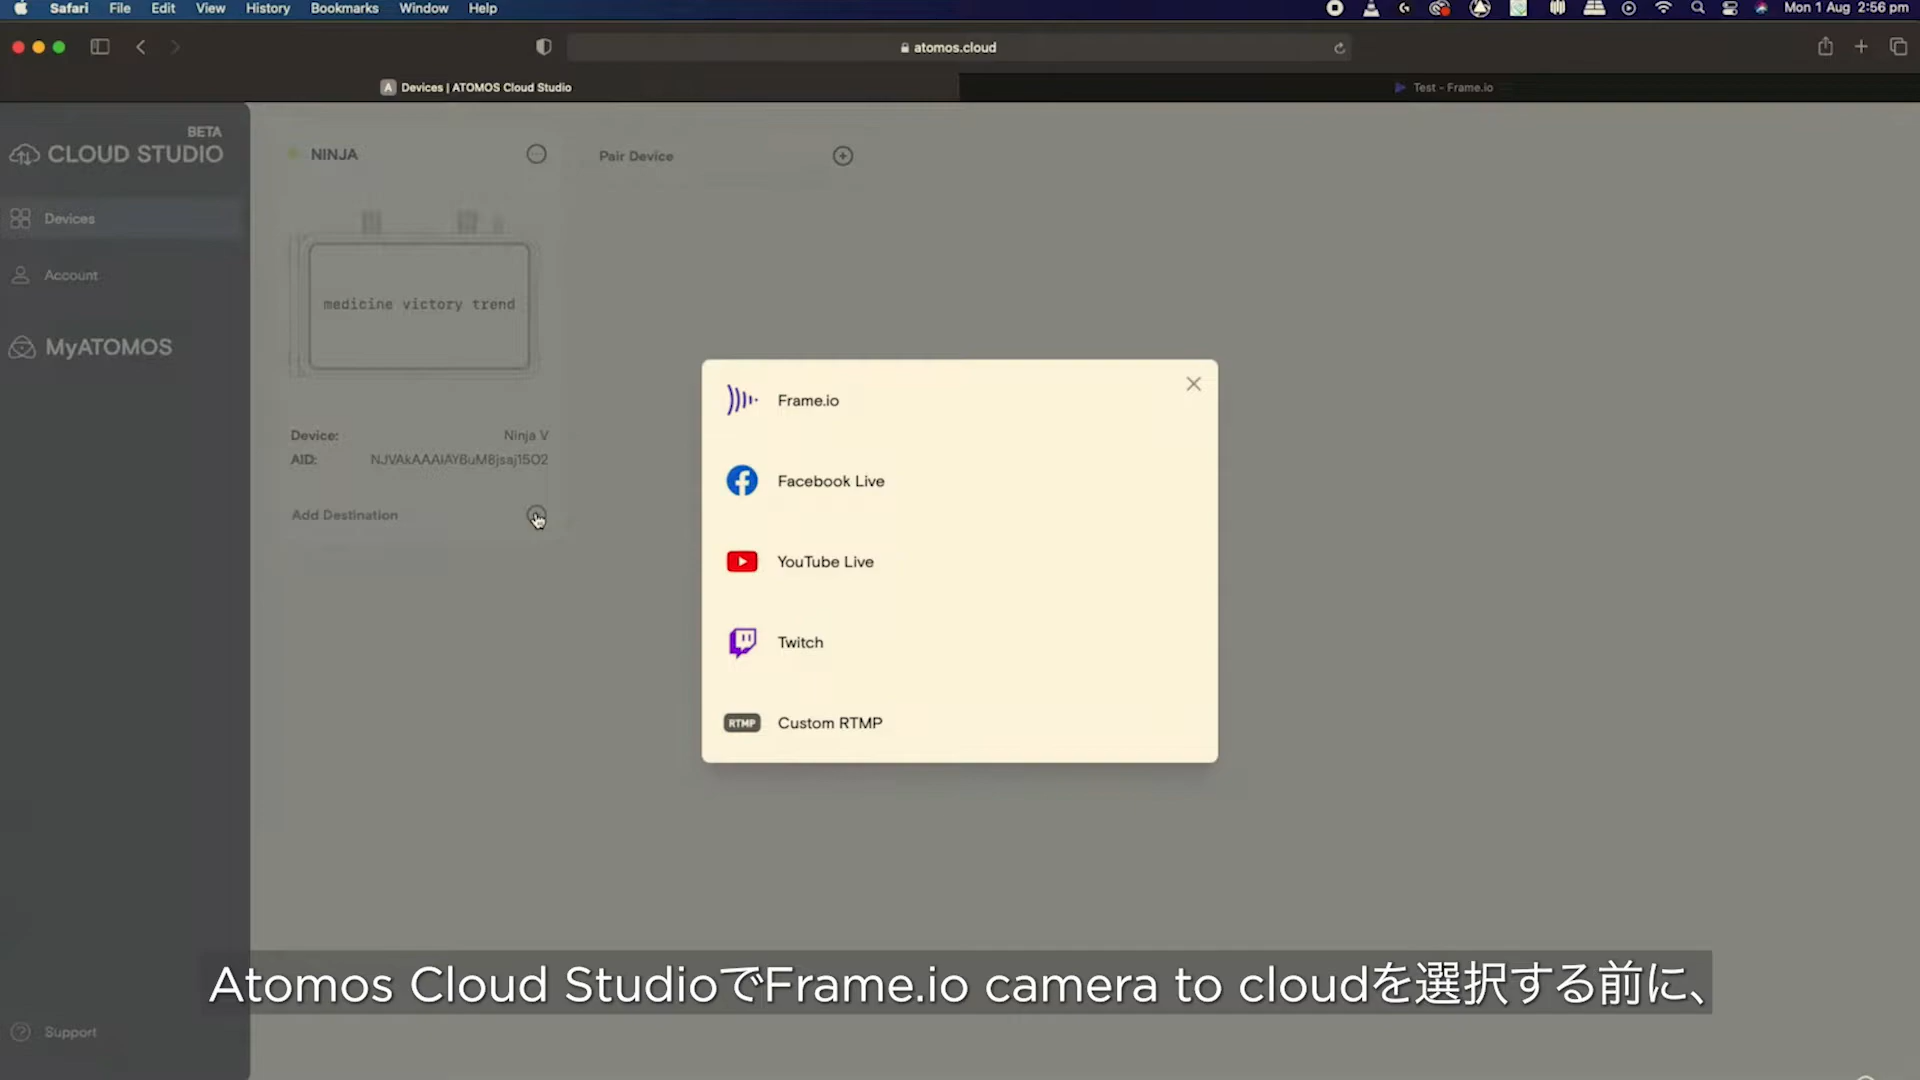 Safari File Edit View History Bookmarks Window Help Mon 1 Aug 2:56 pm
atomos.cloud
A Devices | ATOMOS Cloud Studio
Test - Frame.io
BETA
CLOUD STUDIO
NINJA
Pair Device
Devices
Account
medicine victory trend
MyATOMOS
Frame.io
Device: Ninja V
AID: NJVAkAAAIAYBuM8jsaj15O2
Facebook Live
Add Destination
YouTube Live
Twitch
RTMP Custom RTMP
Atomos Cloud StudioでFrame.io camera to cloudを選択する前に、
Support